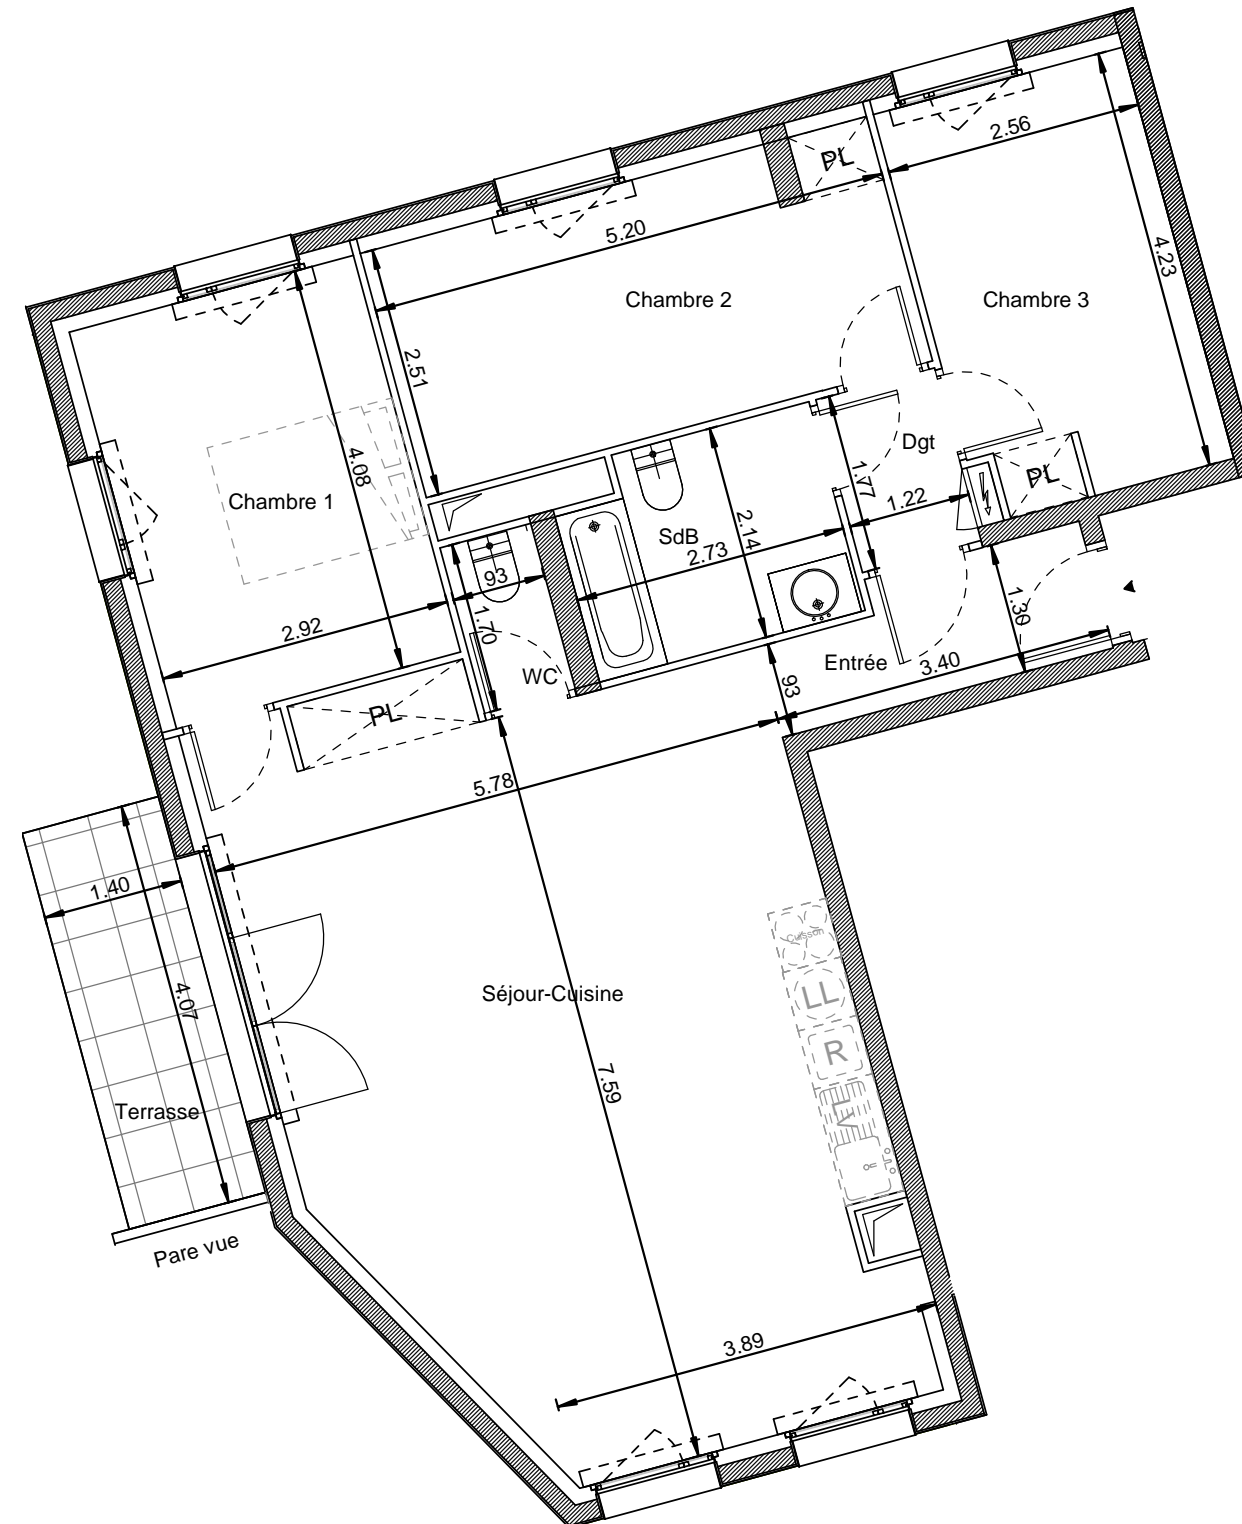 PL
2.56
5.20
4.23
Chambre 2
Chambre 3
2.51
4.08
Chambre 1
Dgt
1.77
PL
1.22
2.14
SdB
2.73
93
1.70
2.92
1.30
WC
Entrée
93
3.40
PL
5.78
1.40
Cuisson
4.07
Séjour-Cuisine
LL
R
7.59
Terrasse
LV
Pare vue
3.89